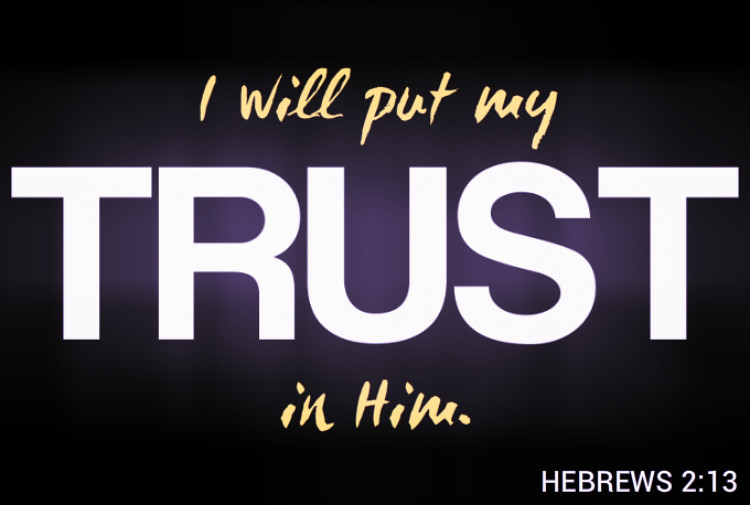 I will put my
TRUST
in Him.
HEBREWS 2:13